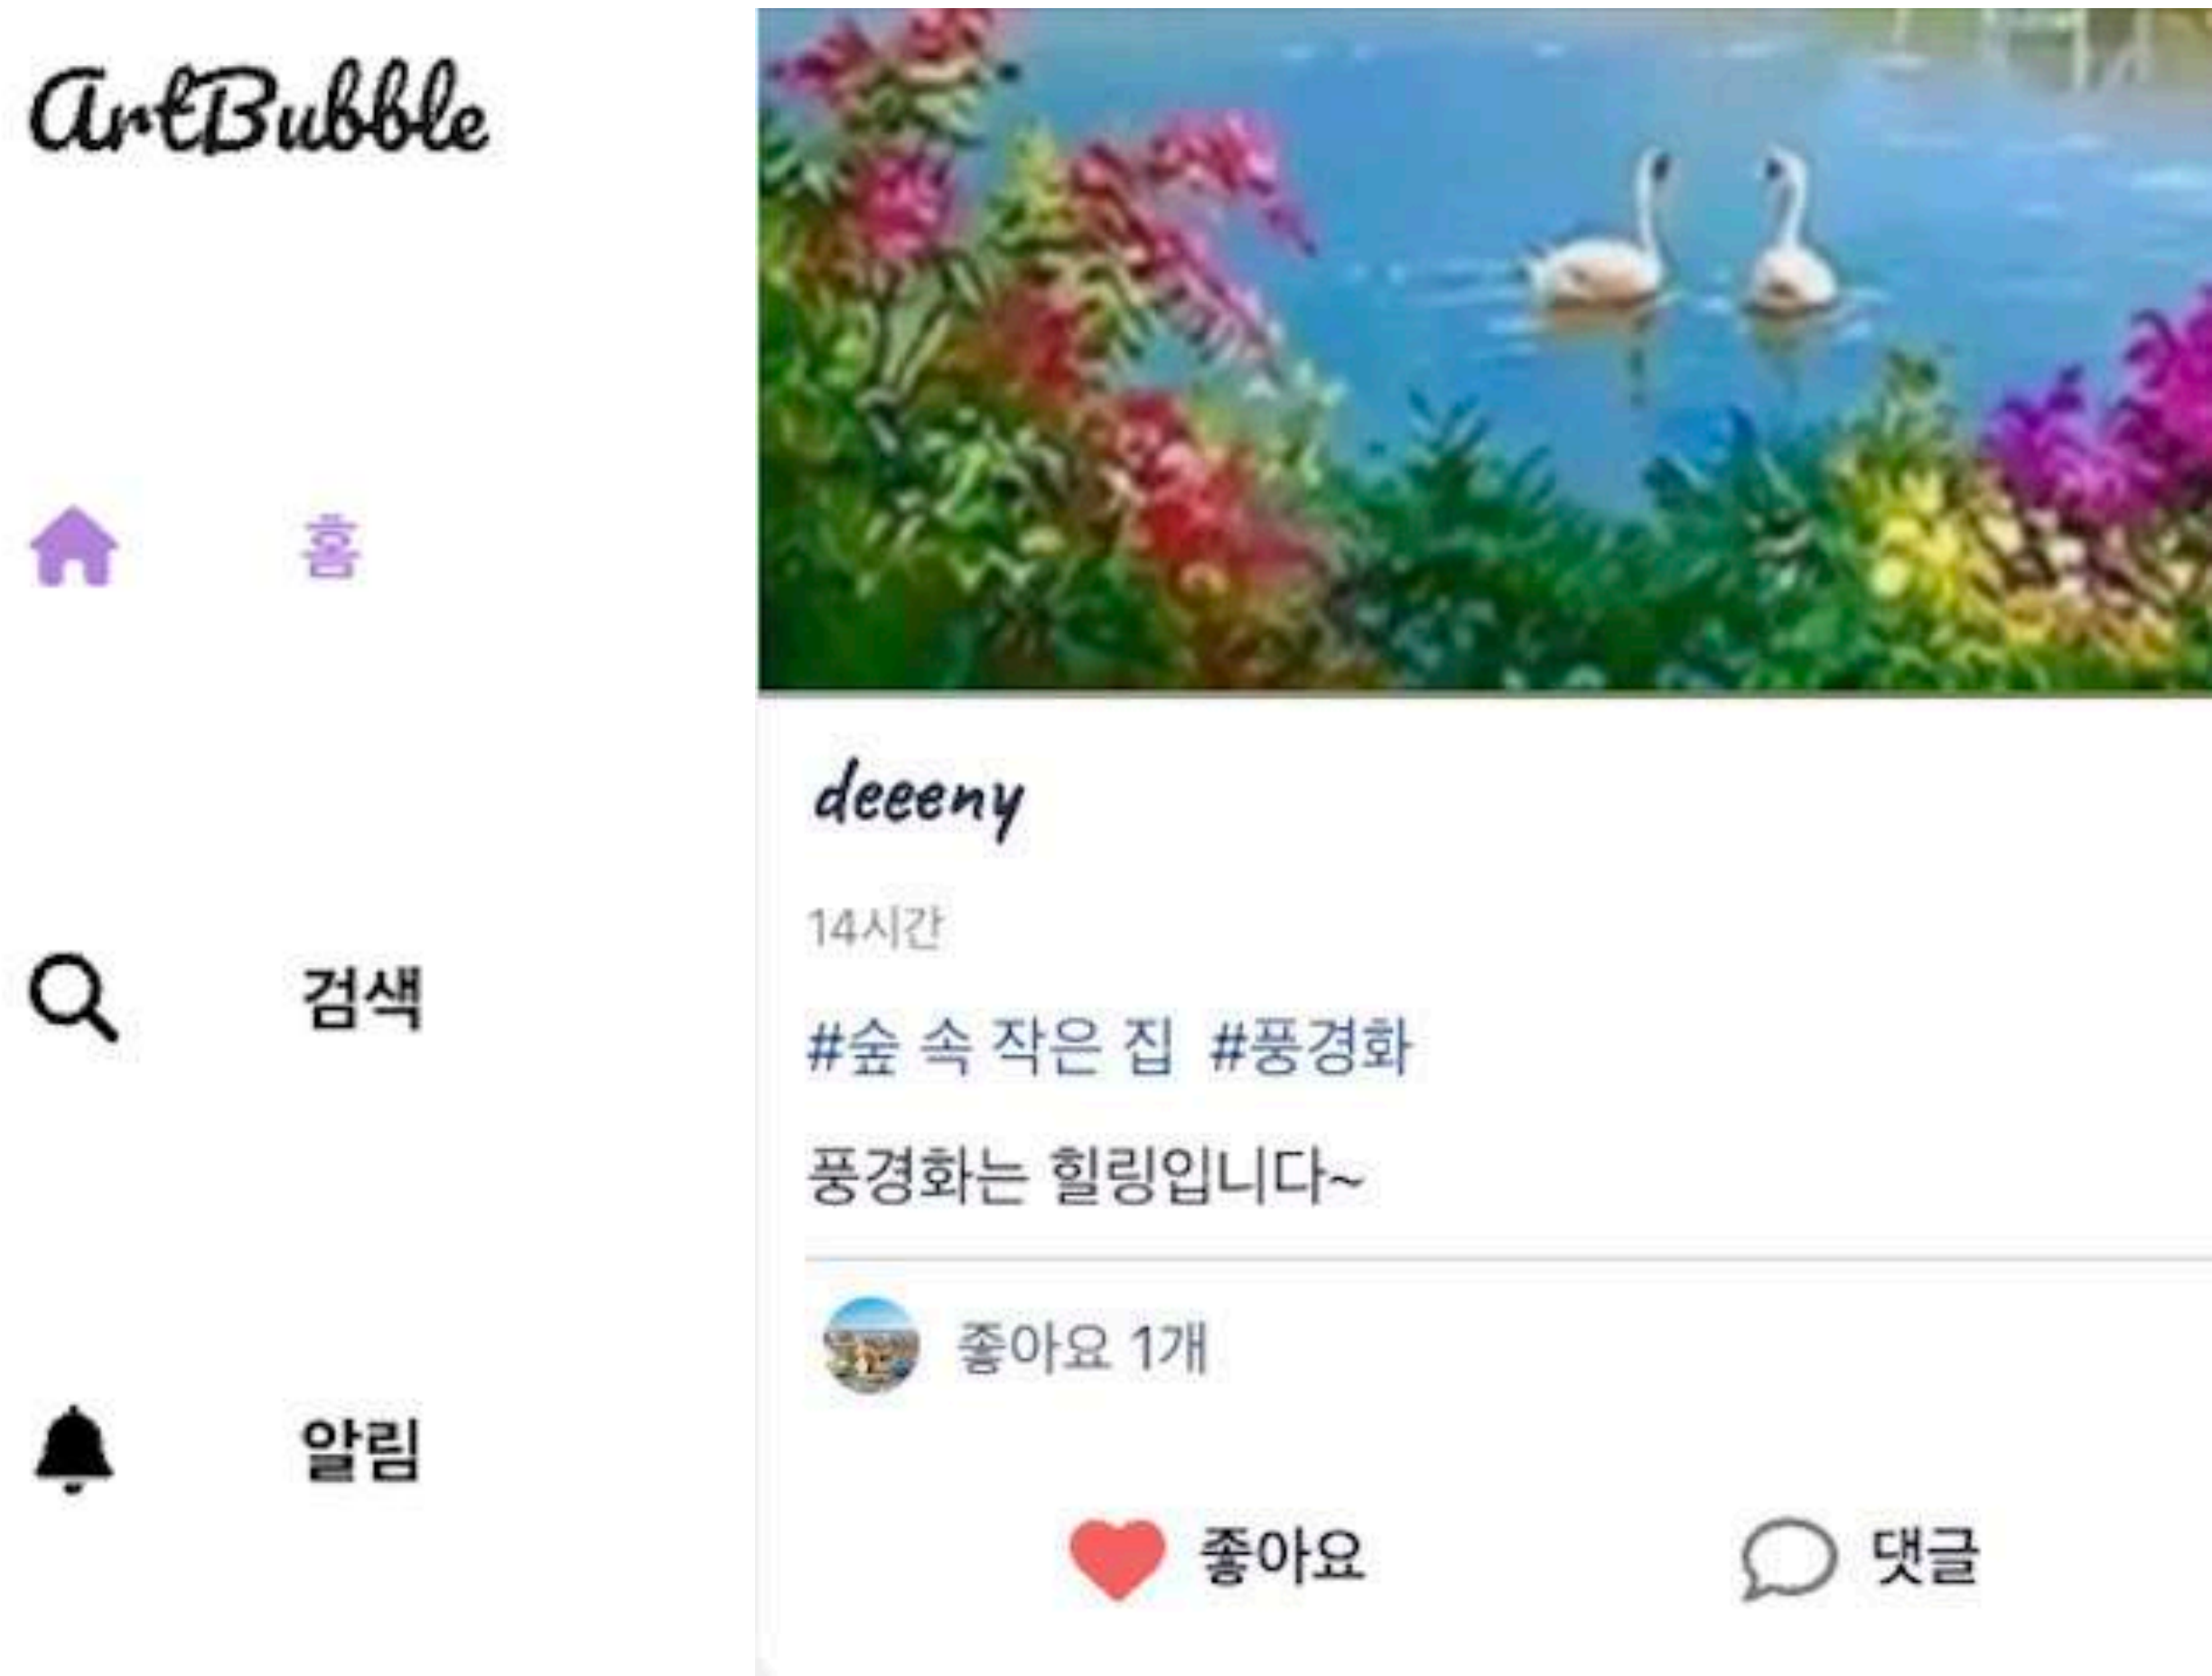 ArtBubble
홈
검색
알림
deeeny
14시간
#숲 속 작은 집 #풍경화
풍경화는 힐링입니다~
좋아요 1개
좋아요
댓글